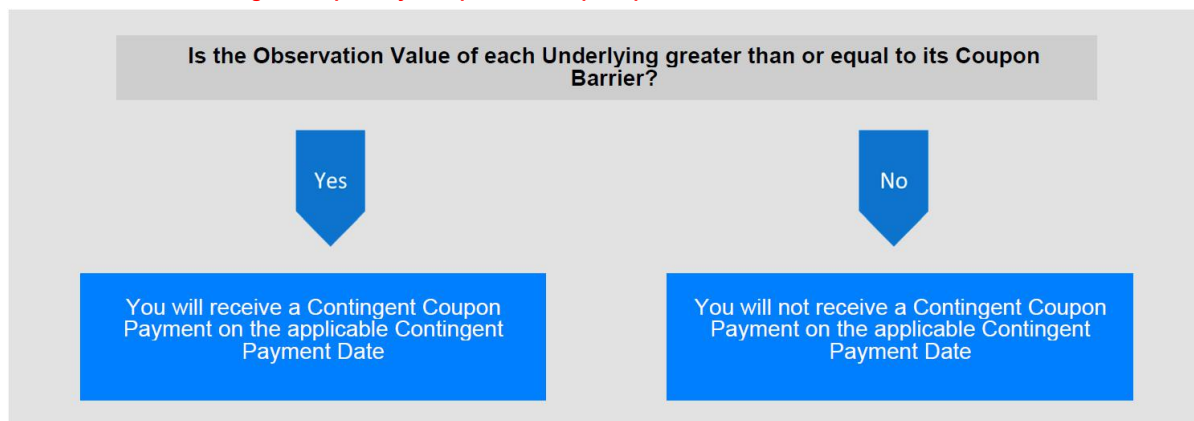 Is the Observation Value of each Underlying greater than or equal to its Coupon
Barrier?
Yes
No
You will receive a Contingent Coupon
Payment on the applicable Contingent
Payment Date
You will not receive a Contingent Coupon
Payment on the applicable Contingent
Payment Date